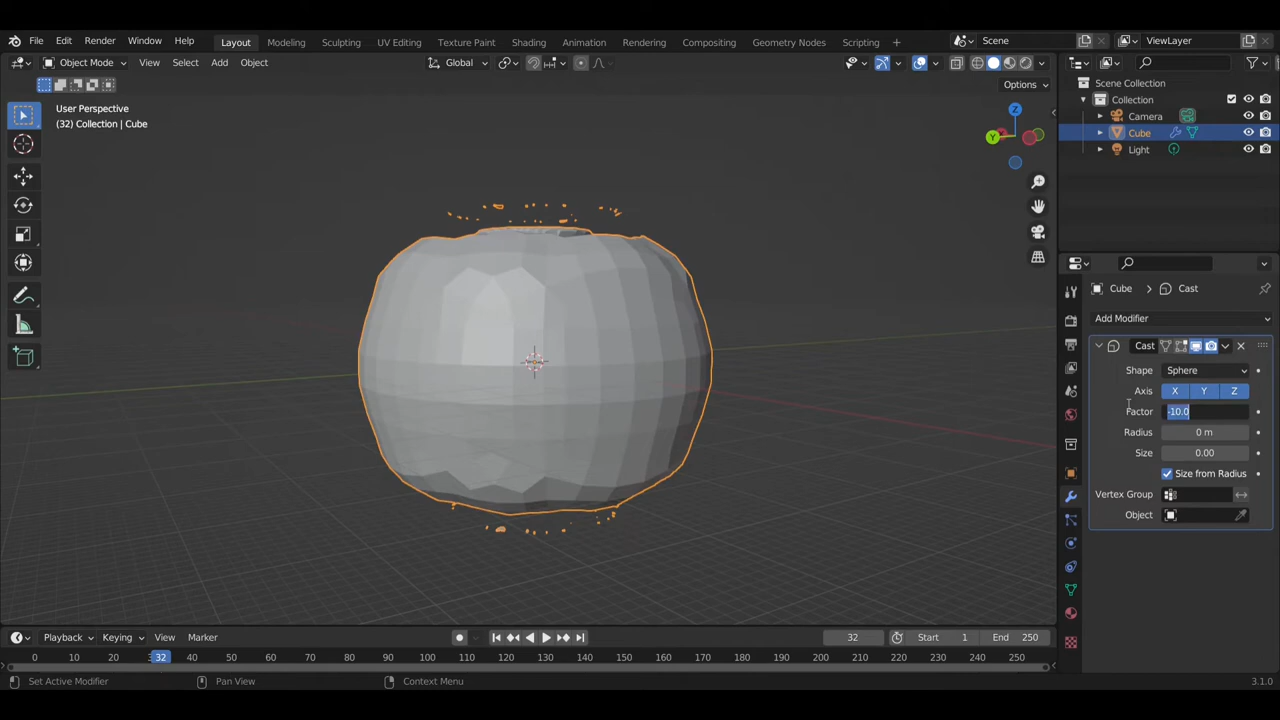 File Edit Render Window Help Layout Modeling Sculpting UV Editing Texture Paint Shading Animation Rendering Compositing Geometry Nodes Scripting + Scene ViewLayer
Object Mode View Select Add Object Global
Options
User Perspective
(32) Collection | Cube
Z
Y
Scene Collection
Collection
Camera
Cube
Light
Cube > Cast
Add Modifier
Cast
Shape Sphere
Axis X Y Z
Factor -10.0
Radius 0 m
Size 0.00
Size from Radius
Vertex Group
Object
Playback Keying View Marker 32 Start 1 End 250
0 10 20 32 40 50 60 70 80 90 100 110 120 130 140 150 160 170 180 190 200 210 220 230 240 250
Set Active Modifier Pan View Context Menu 3.1.0